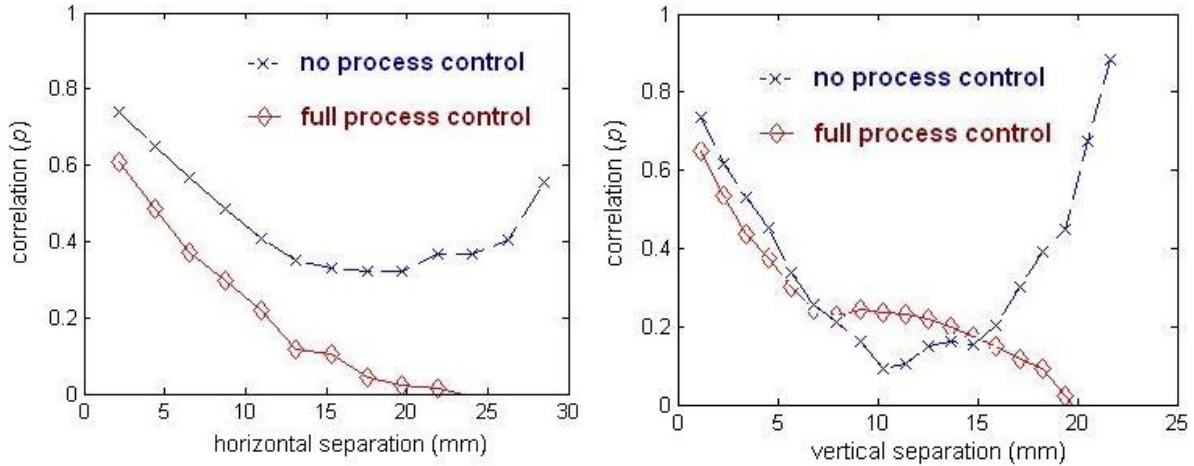 1
0.8
0.6
0.4
0.2
0
correlation (p)
no process control
full process control
0 5 10 15 20 25 30
horizontal separation (mm)
1
0.8
0.6
0.4
0.2
0
correlation (p)
no process control
full process control
0 5 10 15 20 25
vertical separation (mm)